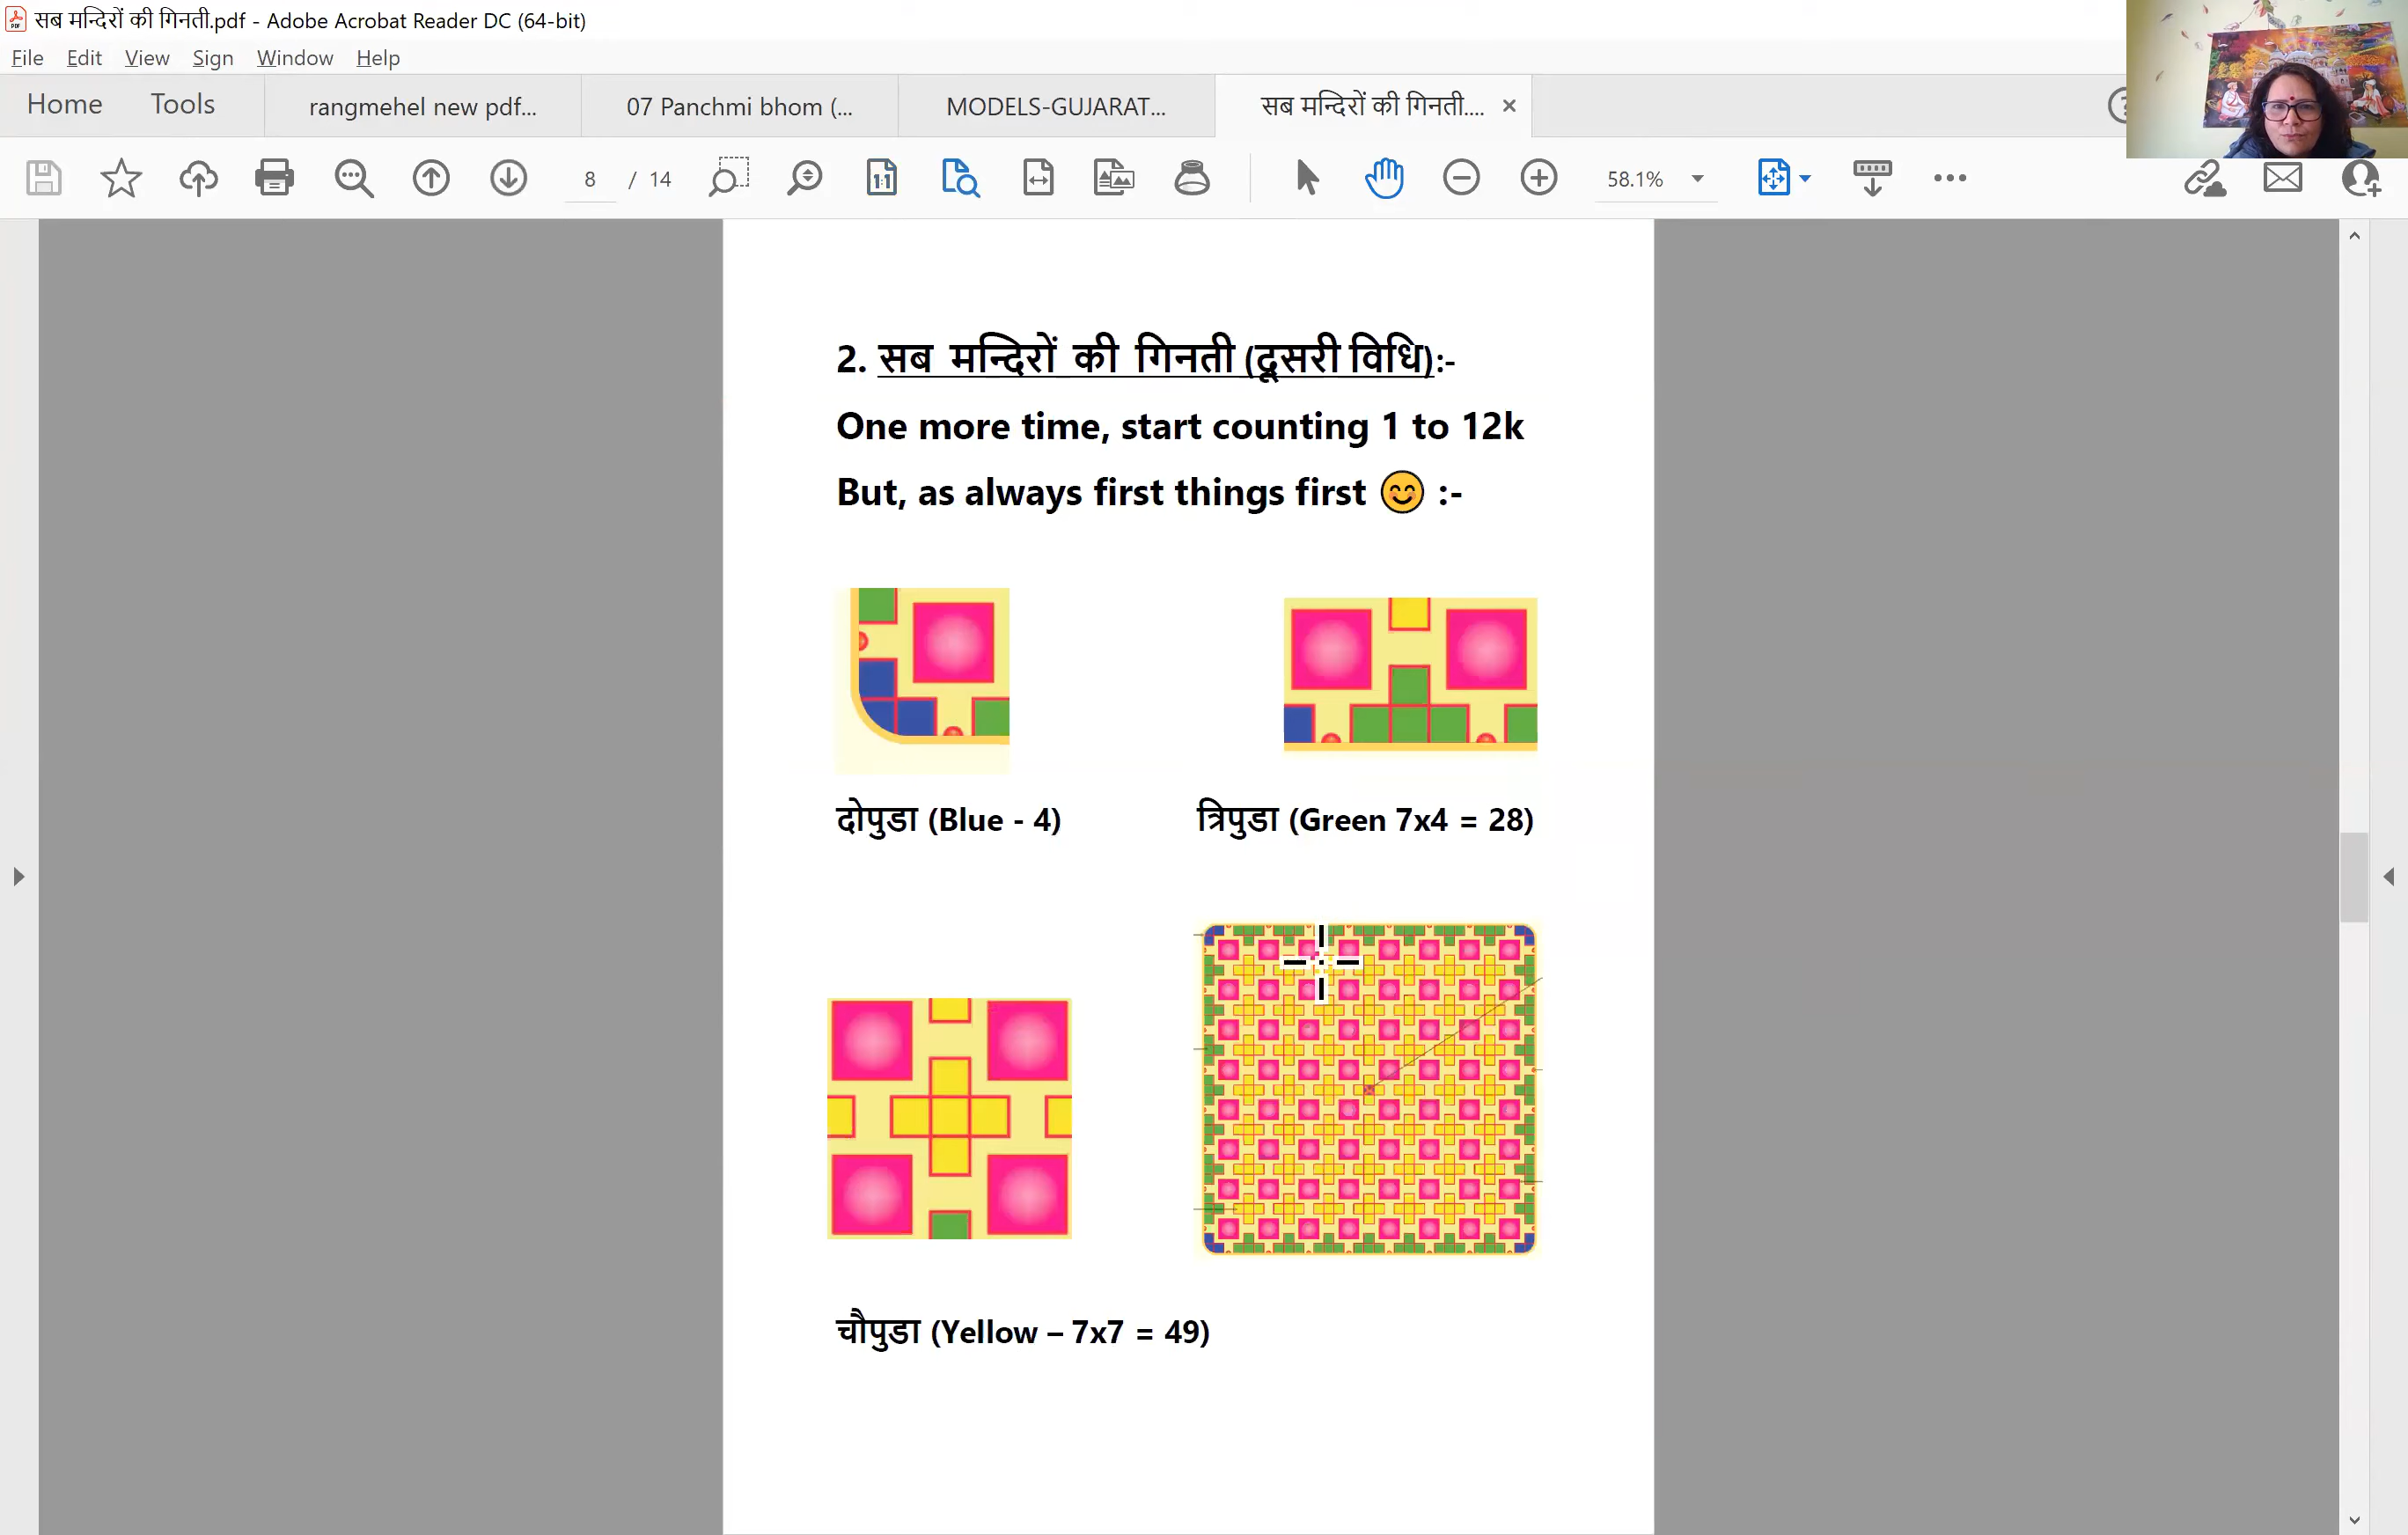 सब मन्दिरों की गिनती.pdf - Adobe Acrobat Reader DC (64-bit)
File Edit View Sign Window Help
Home Tools rangmehel new pdf... 07 Panchmi bhom (... MODELS-GUJARAT... सब मन्दिरों की गिनती....
8 / 14 58.1%
2. सब मन्दिरों की गिनती (दूसरी विधि):-
One more time, start counting 1 to 12k
But, as always first things first 😊 :-
दोपुडा (Blue - 4) त्रिपुडा (Green 7x4 = 28)
चौपुडा (Yellow – 7x7 = 49)